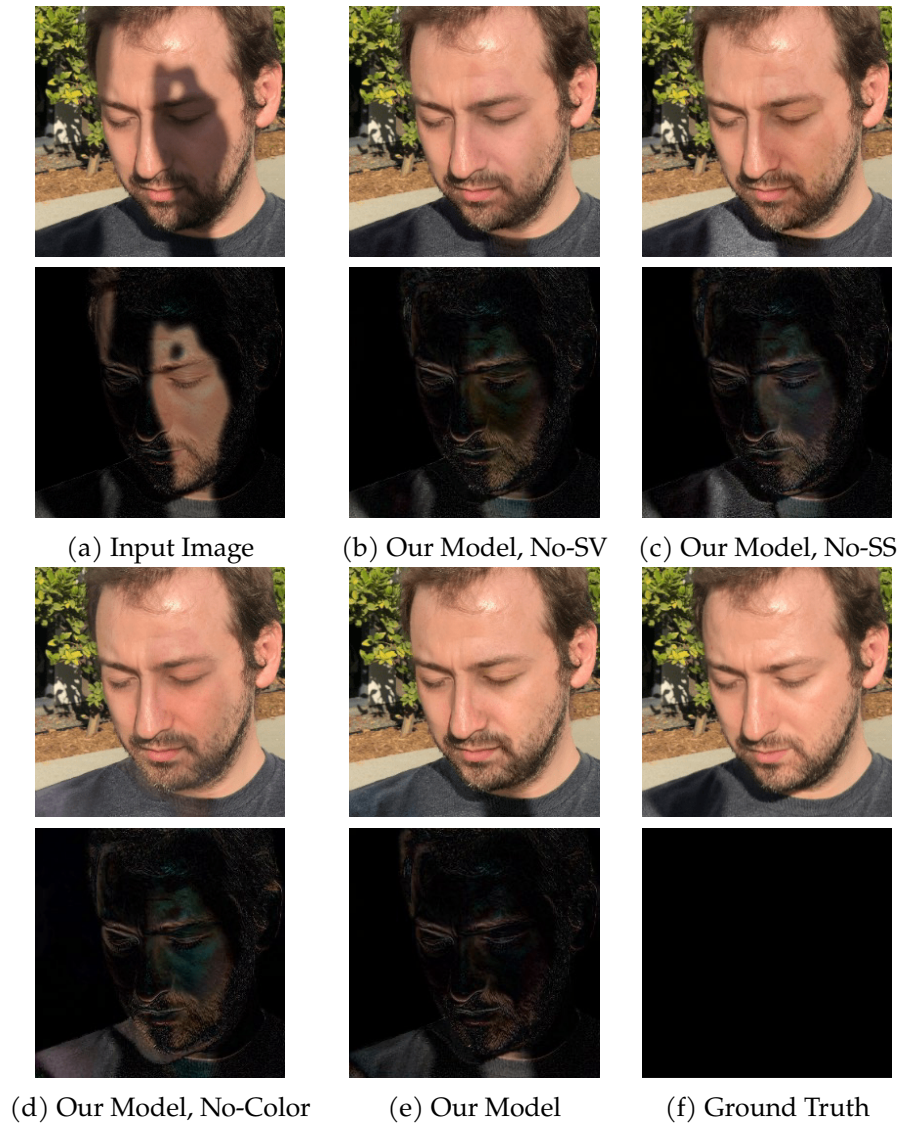 (a) Input Image
(b) Our Model, No-SV
(c) Our Model, No-SS
(d) Our Model, No-Color
(e) Our Model
(f) Ground Truth